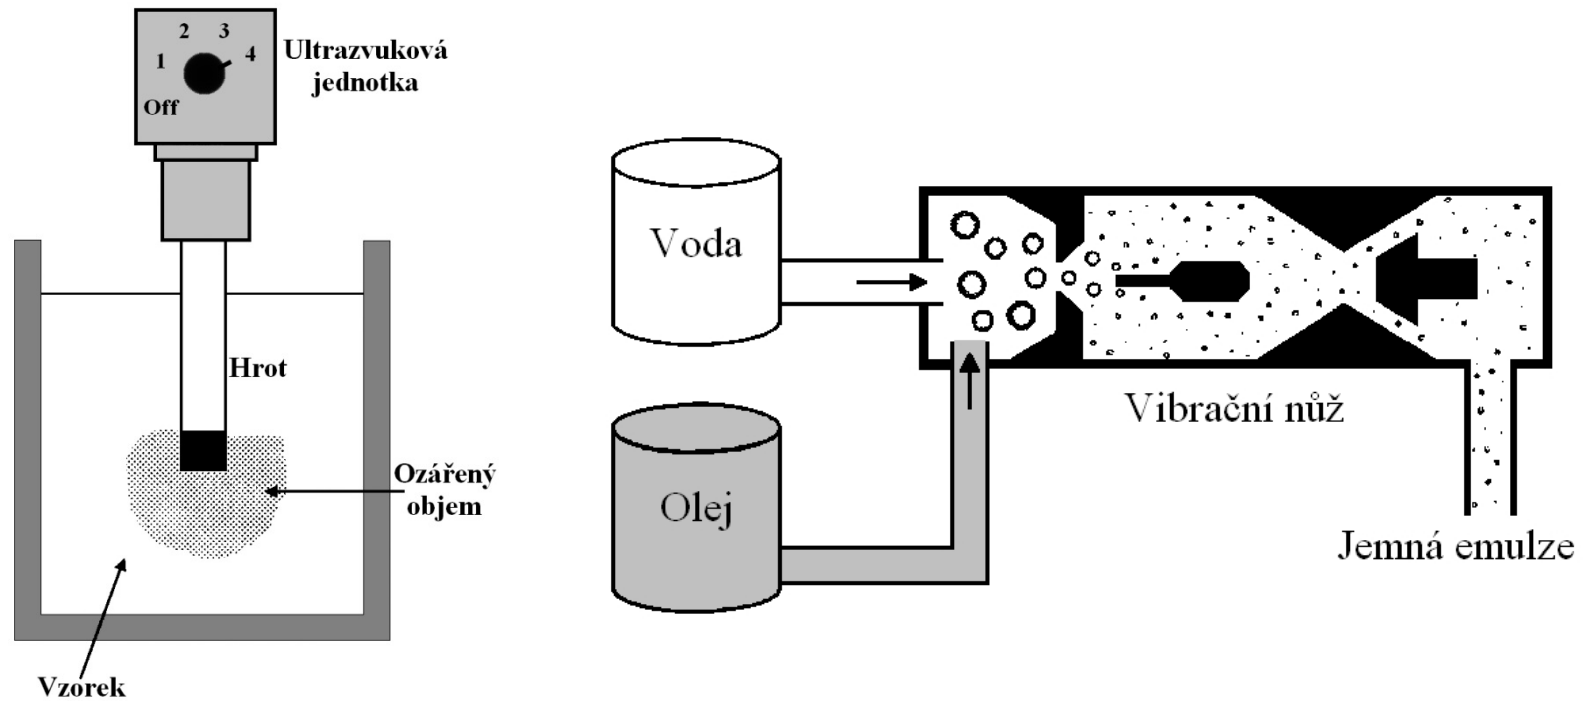 2 3
1 4
Off
Ultrazvuková
jednotka
Hrot
Ozářený
objem
Vzorek
Voda
Olej
Vibrační nůž
Jemná emulze